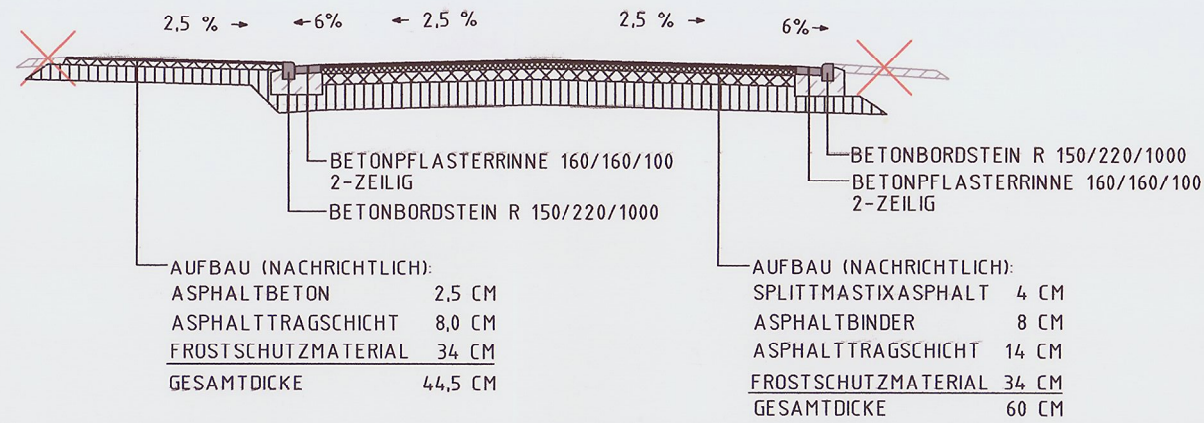 2,5 % → ←6% ← 2,5 % 2,5 % → 6%→
BETONPFLASTERRINNE 160/160/100
2-ZEILIG
BETONBORDSTEIN R 150/220/1000
BETONBORDSTEIN R 150/220/1000
BETONPFLASTERRINNE 160/160/100
2-ZEILIG
AUFBAU (NACHRICHTLICH):
ASPHALTBETON 2,5 CM
ASPHALTTRAGSCHICHT 8,0 CM
FROSTSCHUTZMATERIAL 34 CM
GESAMTDICKE 44,5 CM
AUFBAU (NACHRICHTLICH):
SPLITTMASTIXASPHALT 4 CM
ASPHALTBINDER 8 CM
ASPHALTTRAGSCHICHT 14 CM
FROSTSCHUTZMATERIAL 34 CM
GESAMTDICKE 60 CM